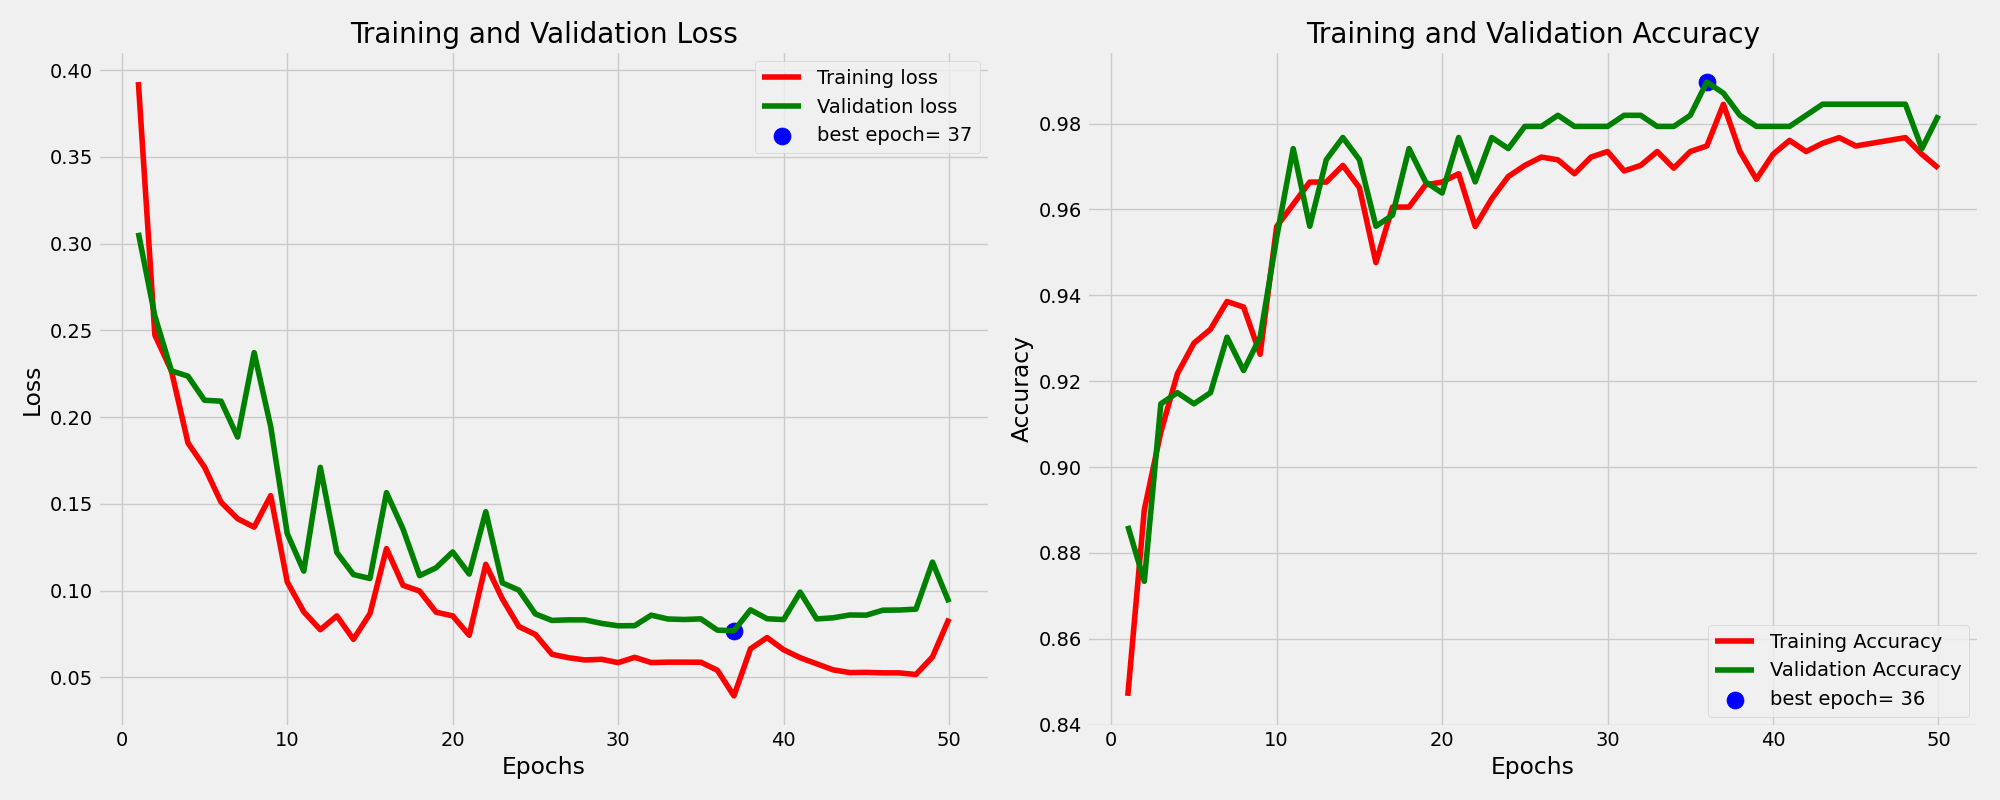 Training and Validation Loss
Training loss
Validation loss
best epoch= 37
0.40
0.35
0.30
0.25
0.20
0.15
0.10
0.05
Loss
0
10
20
30
40
50
Epochs
Training and Validation Accuracy
0.98
0.96
0.94
0.92
0.90
0.88
0.86
0.84
Accuracy
Training Accuracy
Validation Accuracy
best epoch= 36
0
10
20
30
40
50
Epochs